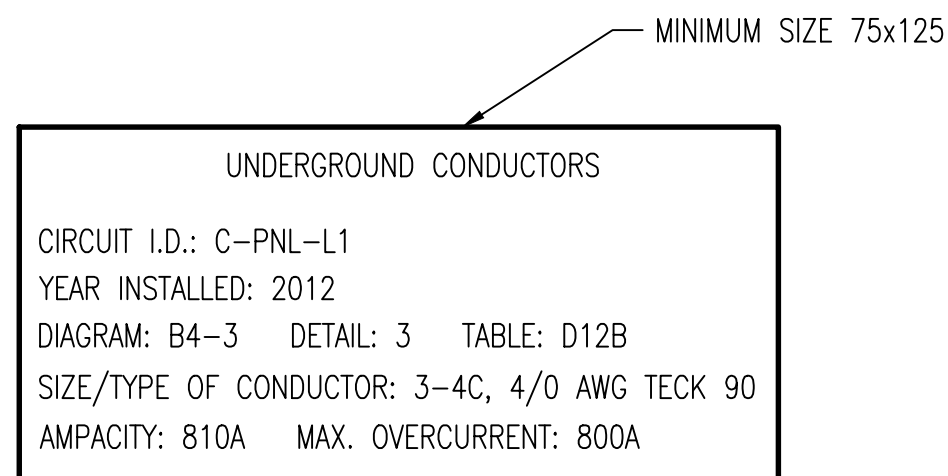 MINIMUM SIZE 75x125
UNDERGROUND CONDUCTORS
CIRCUIT I.D.: C-PNL-L1
YEAR INSTALLED: 2012
DIAGRAM: B4-3 DETAIL: 3 TABLE: D12B
SIZE/TYPE OF CONDUCTOR: 3-4C, 4/0 AWG TECK 90
AMPACITY: 810A MAX. OVERCURRENT: 800A